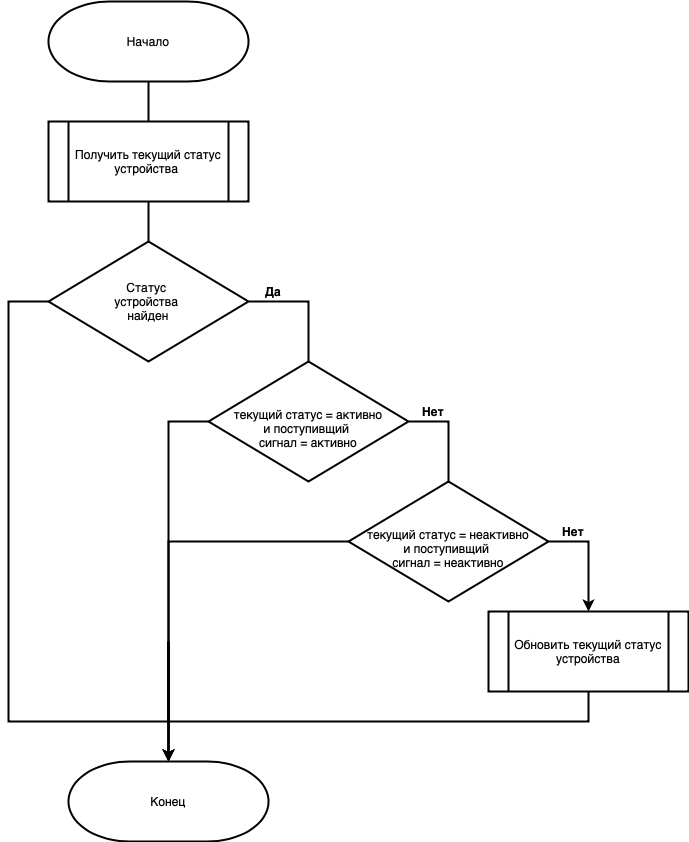 Начало
Получить текущий статус
устройства
Статус
устройства
найден
Да
текущий статус = активно
и поступивщий
сигнал = активно
Нет
текущий статус = неактивно
и поступивщий
сигнал = неактивно
Нет
Обновить текущий статус
устройства
Конец